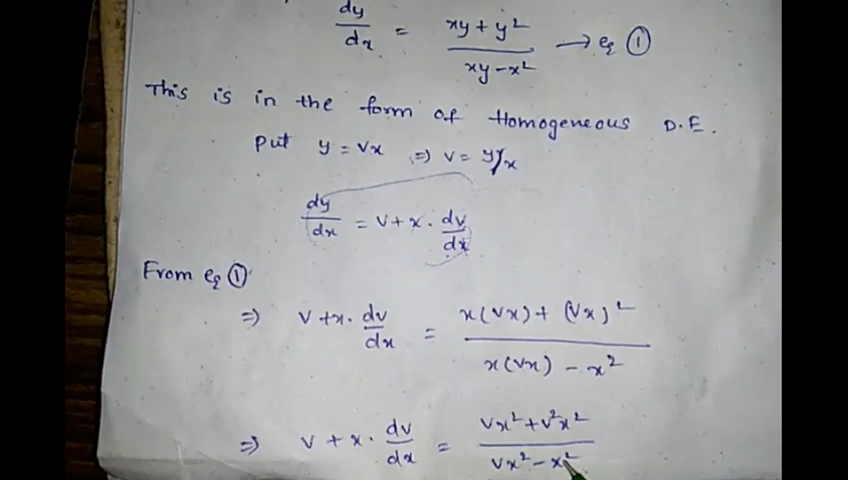 dy/dx = (xy + y²)/(xy - x²) → eq ①
This is in the form of Homogeneous D.E.
Put y = vx ⇒ v = y/x
dy/dx = v + x . dv/dx
From eq ①
⇒ v + x . dv/dx = (x(vx) + (vx)²)/(x(vx) - x²)
⇒ v + x . dv/dx = (vx² + v²x²)/(vx² - x²)